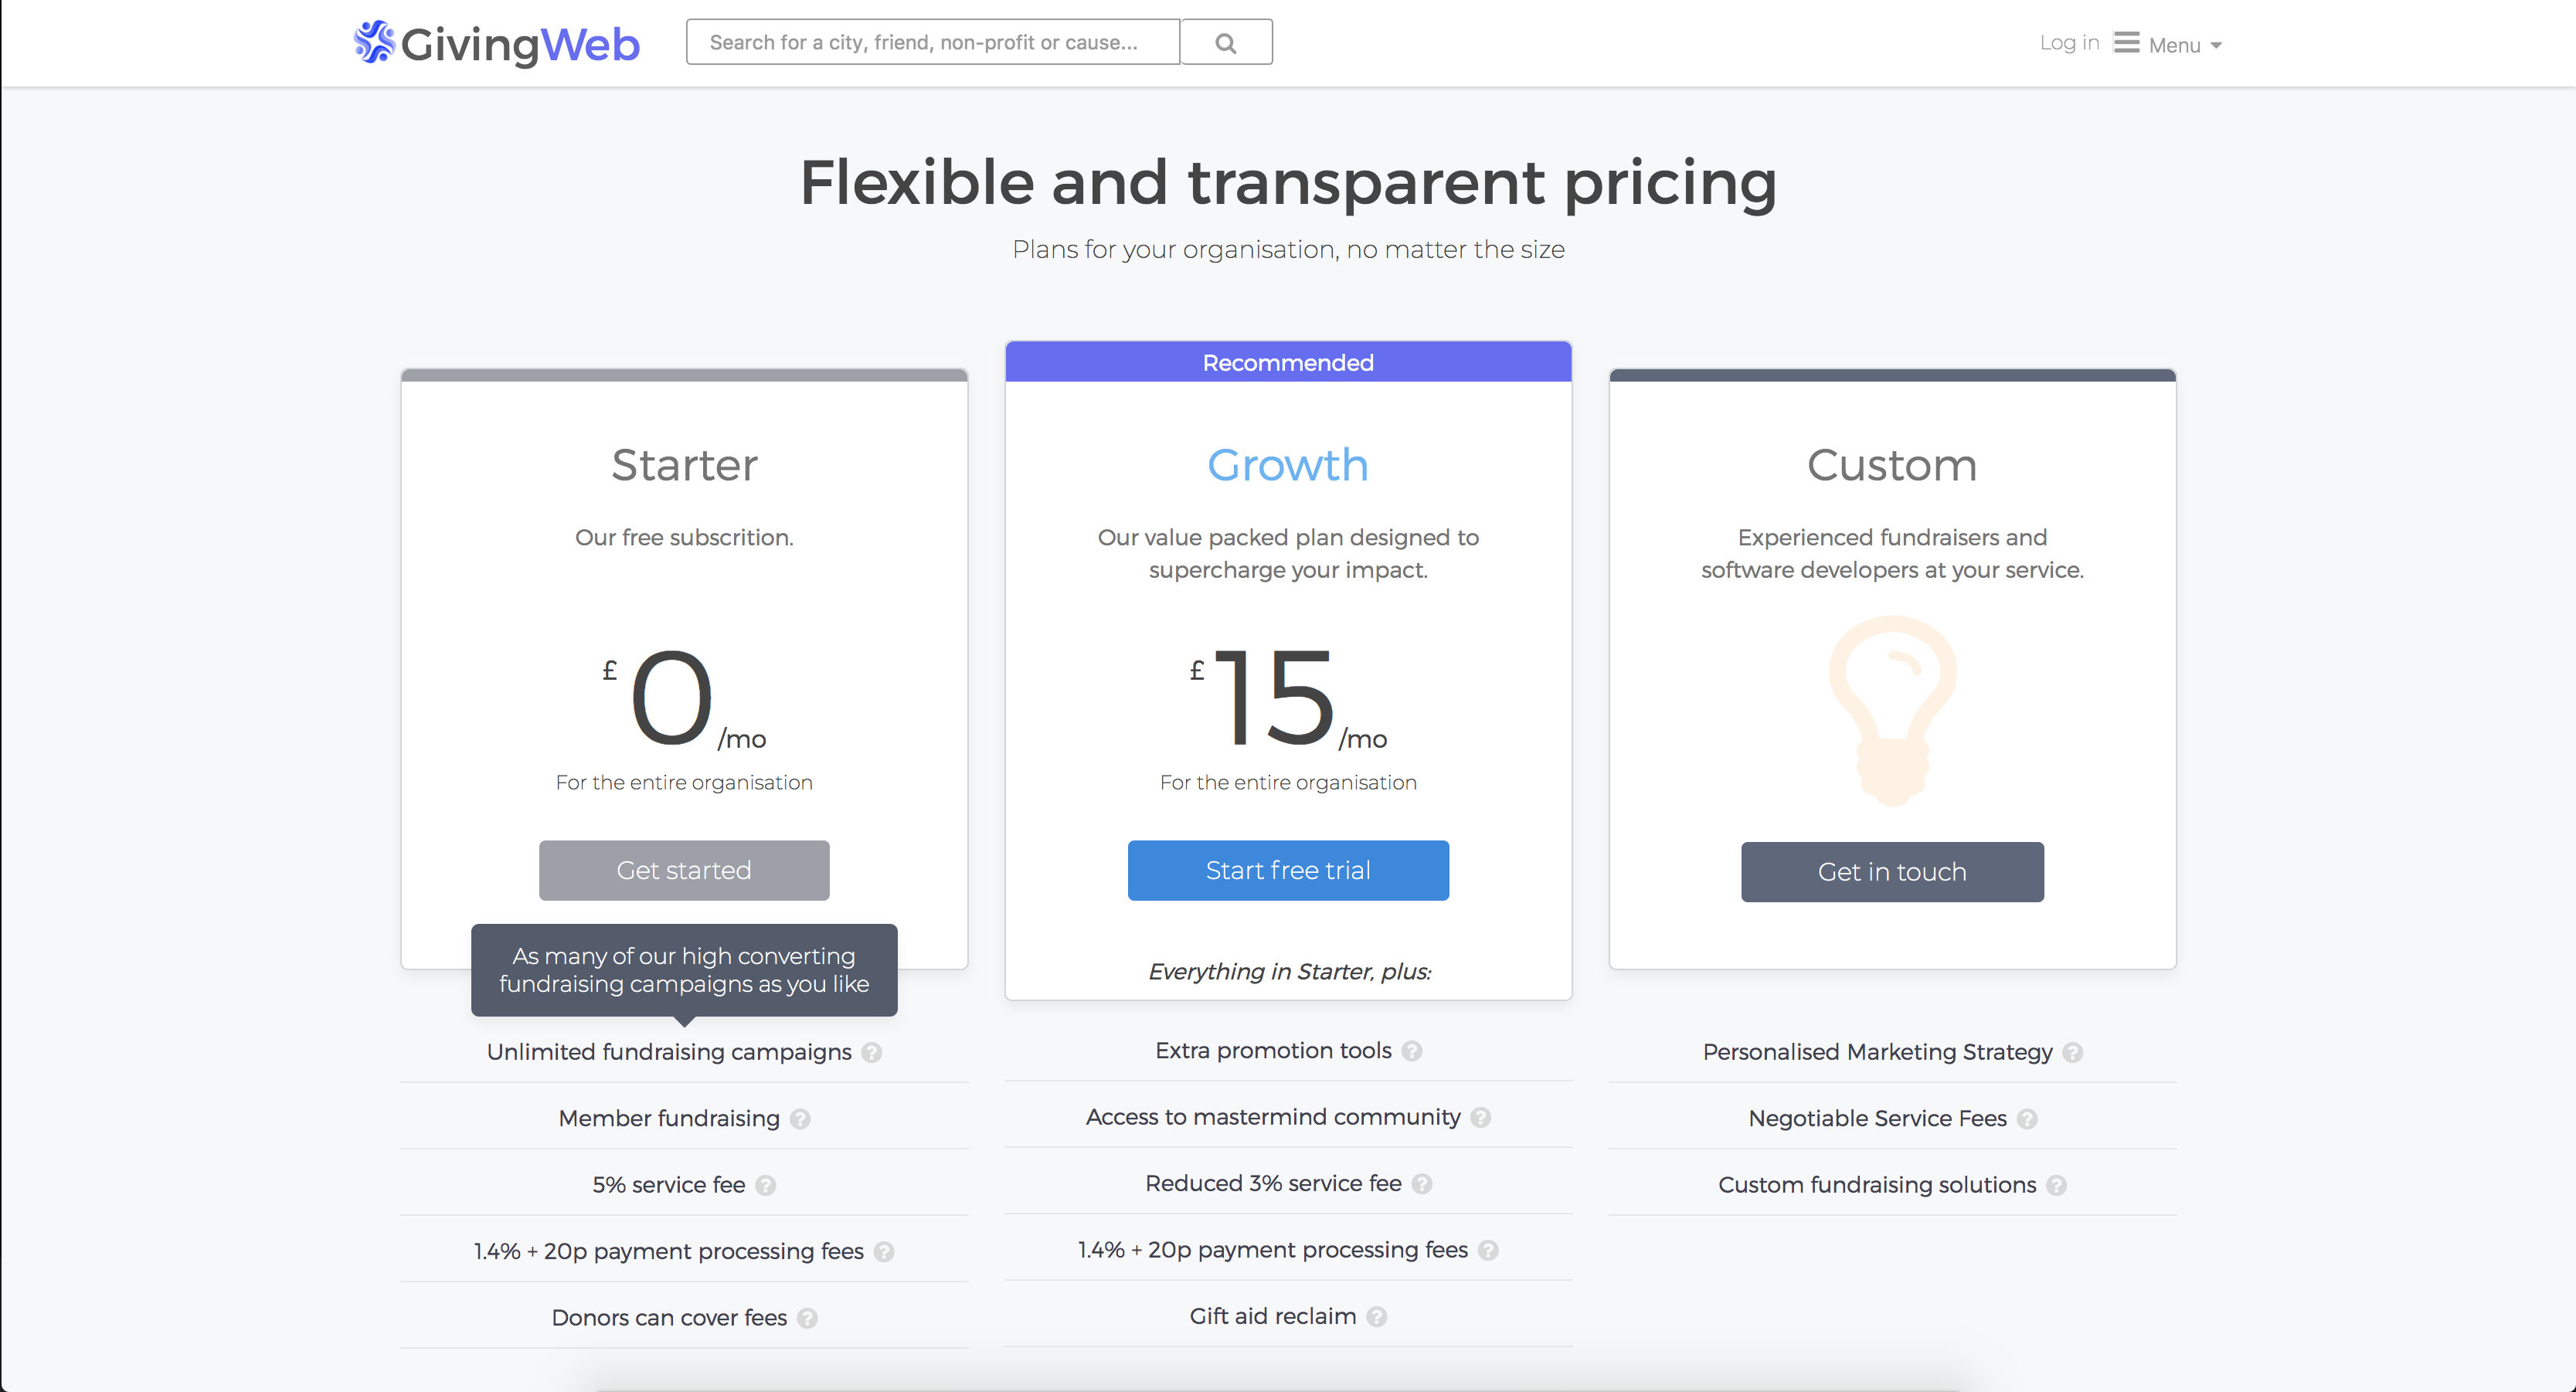 GivingWeb
Search for a city, friend, non-profit or cause...
Log in
Menu
Flexible and transparent pricing
Plans for your organisation, no matter the size
Starter
Our free subscrition.
£0/mo
For the entire organisation
Get started
As many of our high converting
fundraising campaigns as you like
Unlimited fundraising campaigns ?
Member fundraising ?
5% service fee ?
1.4% + 20p payment processing fees ?
Donors can cover fees ?
Recommended
Growth
Our value packed plan designed to
supercharge your impact.
£15/mo
For the entire organisation
Start free trial
Everything in Starter, plus:
Extra promotion tools ?
Access to mastermind community ?
Reduced 3% service fee ?
1.4% + 20p payment processing fees ?
Gift aid reclaim ?
Custom
Experienced fundraisers and
software developers at your service.
Get in touch
Personalised Marketing Strategy ?
Negotiable Service Fees ?
Custom fundraising solutions ?